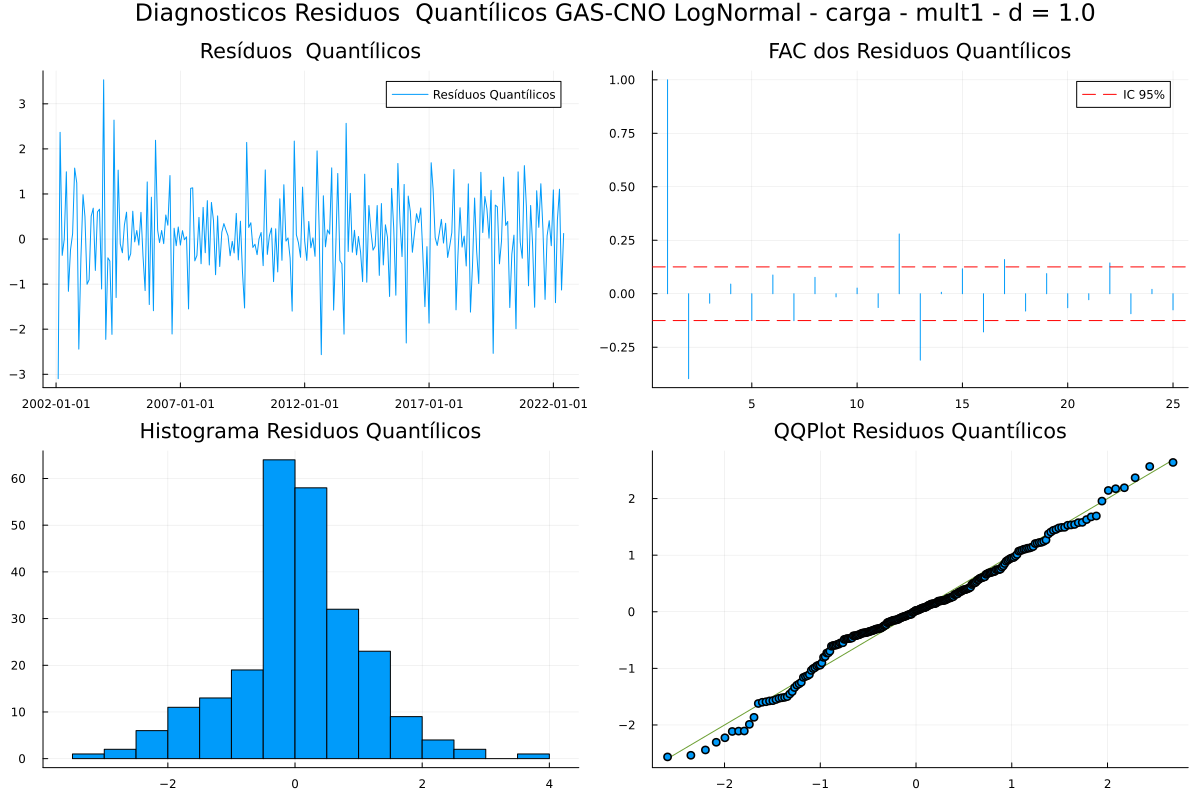 Diagnosticos Residuos  Quantílicos GAS-CNO LogNormal - carga - mult1 - d = 1.0
Resíduos  Quantílicos
Resíduos Quantílicos
3
2
1
0
−1
−2
−3
2002-01-01 2007-01-01 2012-01-01 2017-01-01 2022-01-01
FAC dos Residuos Quantílicos
IC 95%
1.00
0.75
0.50
0.25
0.00
−0.25
5 10 15 20 25
Histograma Residuos Quantílicos
60
50
40
30
20
10
0
−2 0 2 4
QQPlot Residuos Quantílicos
2
1
0
−1
−2
−2 −1 0 1 2